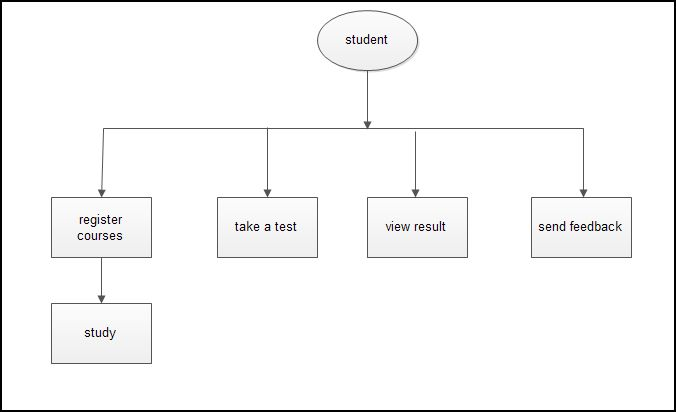 student
register
courses
take a test
view result
send feedback
study